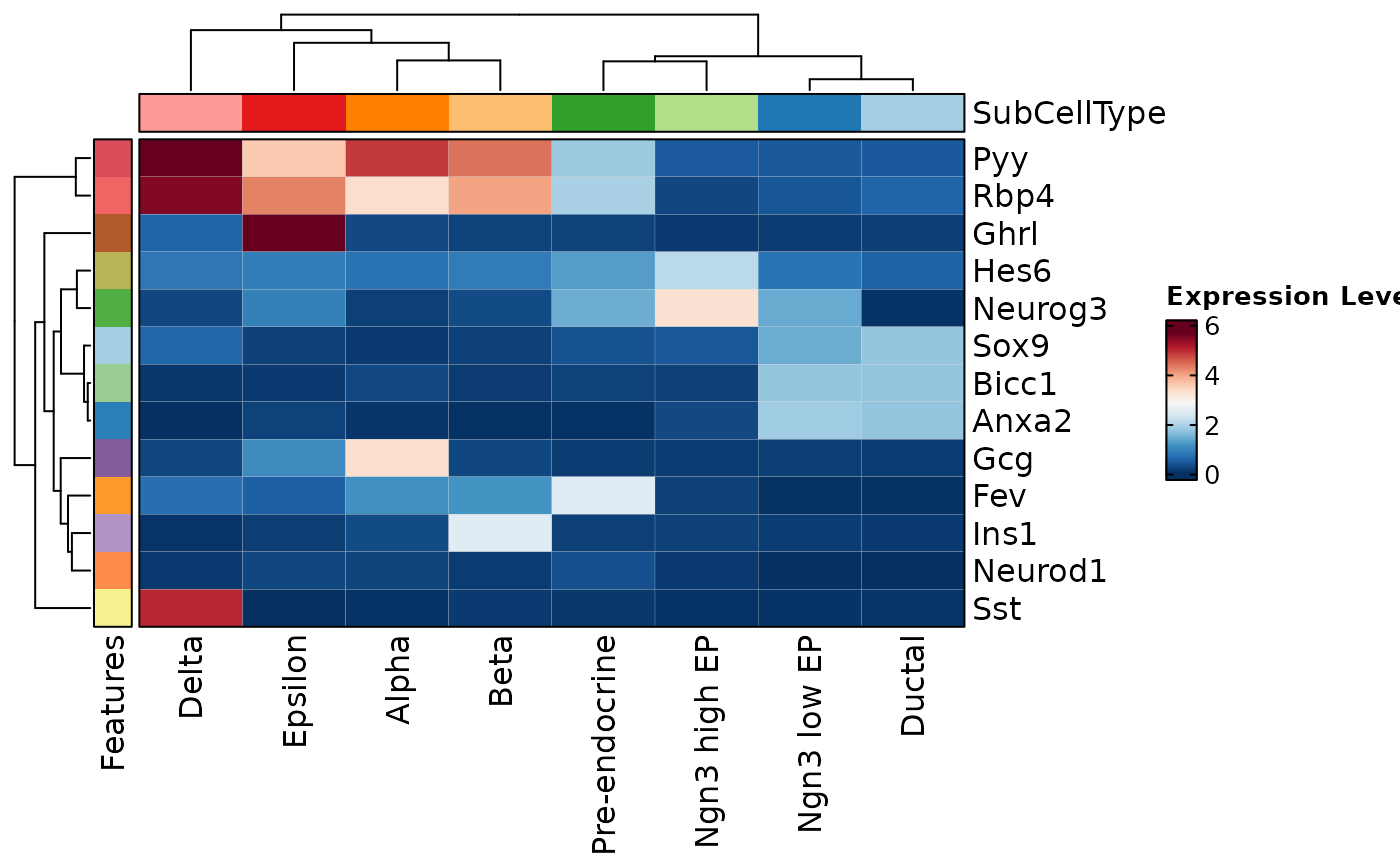 SubCellType
Pyy
Rbp4
Ghrl
Hes6
Neurog3
Sox9
Bicc1
Anxa2
Gcg
Fev
Ins1
Neurod1
Sst
Expression Leve
6
4
2
0
Features
Delta
Epsilon
Alpha
Beta
Pre-endocrine
Ngn3 high EP
Ngn3 low EP
Ductal